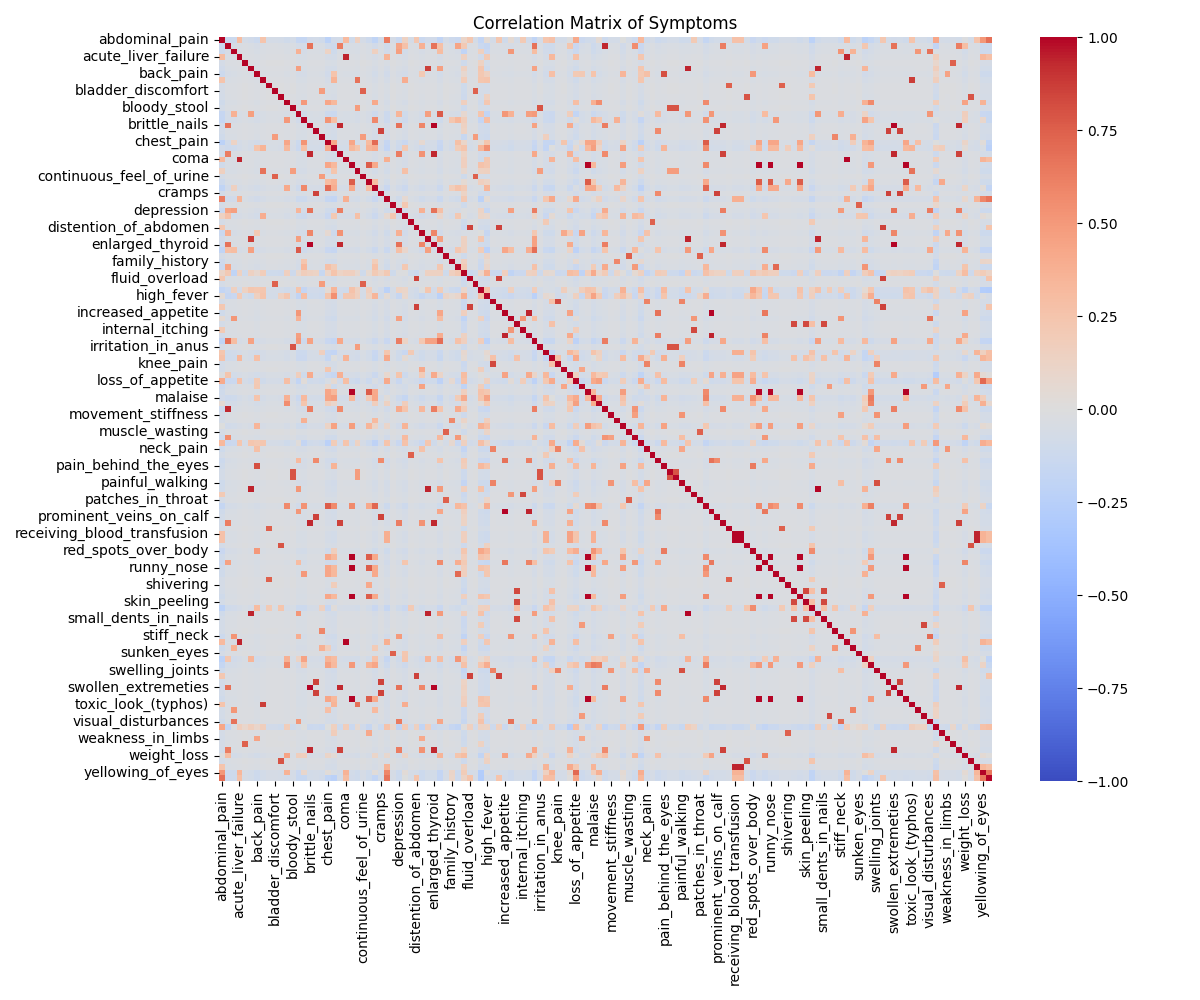 Correlation Matrix of Symptoms
abdominal_pain
acute_liver_failure
back_pain
bladder_discomfort
bloody_stool
brittle_nails
chest_pain
coma
continuous_feel_of_urine
cramps
depression
distention_of_abdomen
enlarged_thyroid
family_history
fluid_overload
high_fever
increased_appetite
internal_itching
irritation_in_anus
knee_pain
loss_of_appetite
malaise
movement_stiffness
muscle_wasting
neck_pain
pain_behind_the_eyes
painful_walking
patches_in_throat
prominent_veins_on_calf
receiving_blood_transfusion
red_spots_over_body
runny_nose
shivering
skin_peeling
small_dents_in_nails
stiff_neck
sunken_eyes
swelling_joints
swollen_extremeties
toxic_look_(typhos)
visual_disturbances
weakness_in_limbs
weight_loss
yellowing_of_eyes
abdominal_pain
acute_liver_failure
back_pain
bladder_discomfort
bloody_stool
brittle_nails
chest_pain
coma
continuous_feel_of_urine
cramps
depression
distention_of_abdomen
enlarged_thyroid
family_history
fluid_overload
high_fever
increased_appetite
internal_itching
irritation_in_anus
knee_pain
loss_of_appetite
malaise
movement_stiffness
muscle_wasting
neck_pain
pain_behind_the_eyes
painful_walking
patches_in_throat
prominent_veins_on_calf
receiving_blood_transfusion
red_spots_over_body
runny_nose
shivering
skin_peeling
small_dents_in_nails
stiff_neck
sunken_eyes
swelling_joints
swollen_extremeties
toxic_look_(typhos)
visual_disturbances
weakness_in_limbs
weight_loss
yellowing_of_eyes
1.00
0.75
0.50
0.25
0.00
−0.25
−0.50
−0.75
−1.00